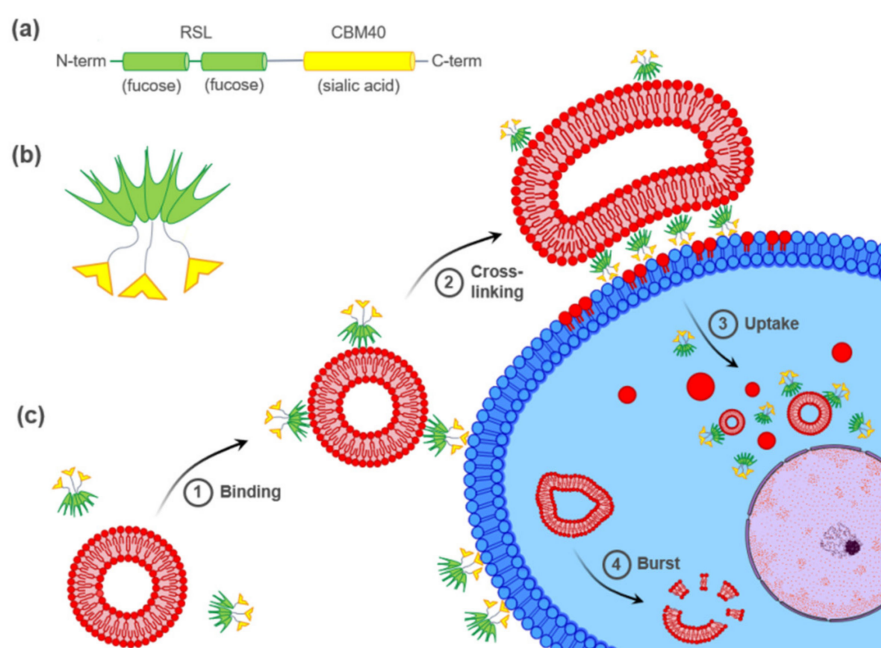 (a)
RSL CBM40
N-term C-term
(fucose) (fucose) (sialic acid)
(b)
2 Cross-
linking
3 Uptake
(c)
1 Binding
4 Burst